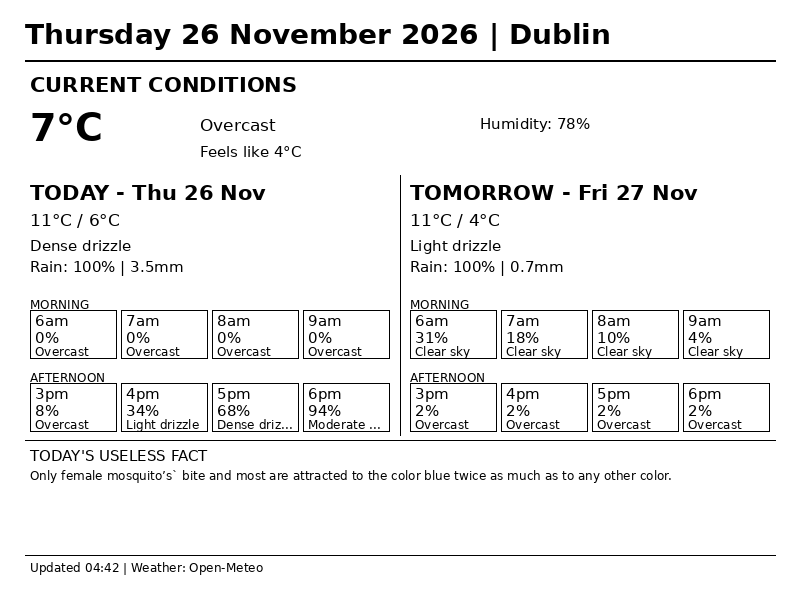 Thursday 26 November 2026 | Dublin
CURRENT CONDITIONS
7°C
Overcast
Feels like 4°C
Humidity: 78%
TODAY - Thu 26 Nov
11°C / 6°C
Dense drizzle
Rain: 100% | 3.5mm
MORNING
6am 7am 8am 9am
0% 0% 0% 0%
Overcast Overcast Overcast Overcast
AFTERNOON
3pm 4pm 5pm 6pm
8% 34% 68% 94%
Overcast Light drizzle Dense driz... Moderate ...
TOMORROW - Fri 27 Nov
11°C / 4°C
Light drizzle
Rain: 100% | 0.7mm
MORNING
6am 7am 8am 9am
31% 18% 10% 4%
Clear sky Clear sky Clear sky Clear sky
AFTERNOON
3pm 4pm 5pm 6pm
2% 2% 2% 2%
Overcast Overcast Overcast Overcast
TODAY'S USELESS FACT
Only female mosquito's` bite and most are attracted to the color blue twice as much as to any other color.
Updated 04:42 | Weather: Open-Meteo